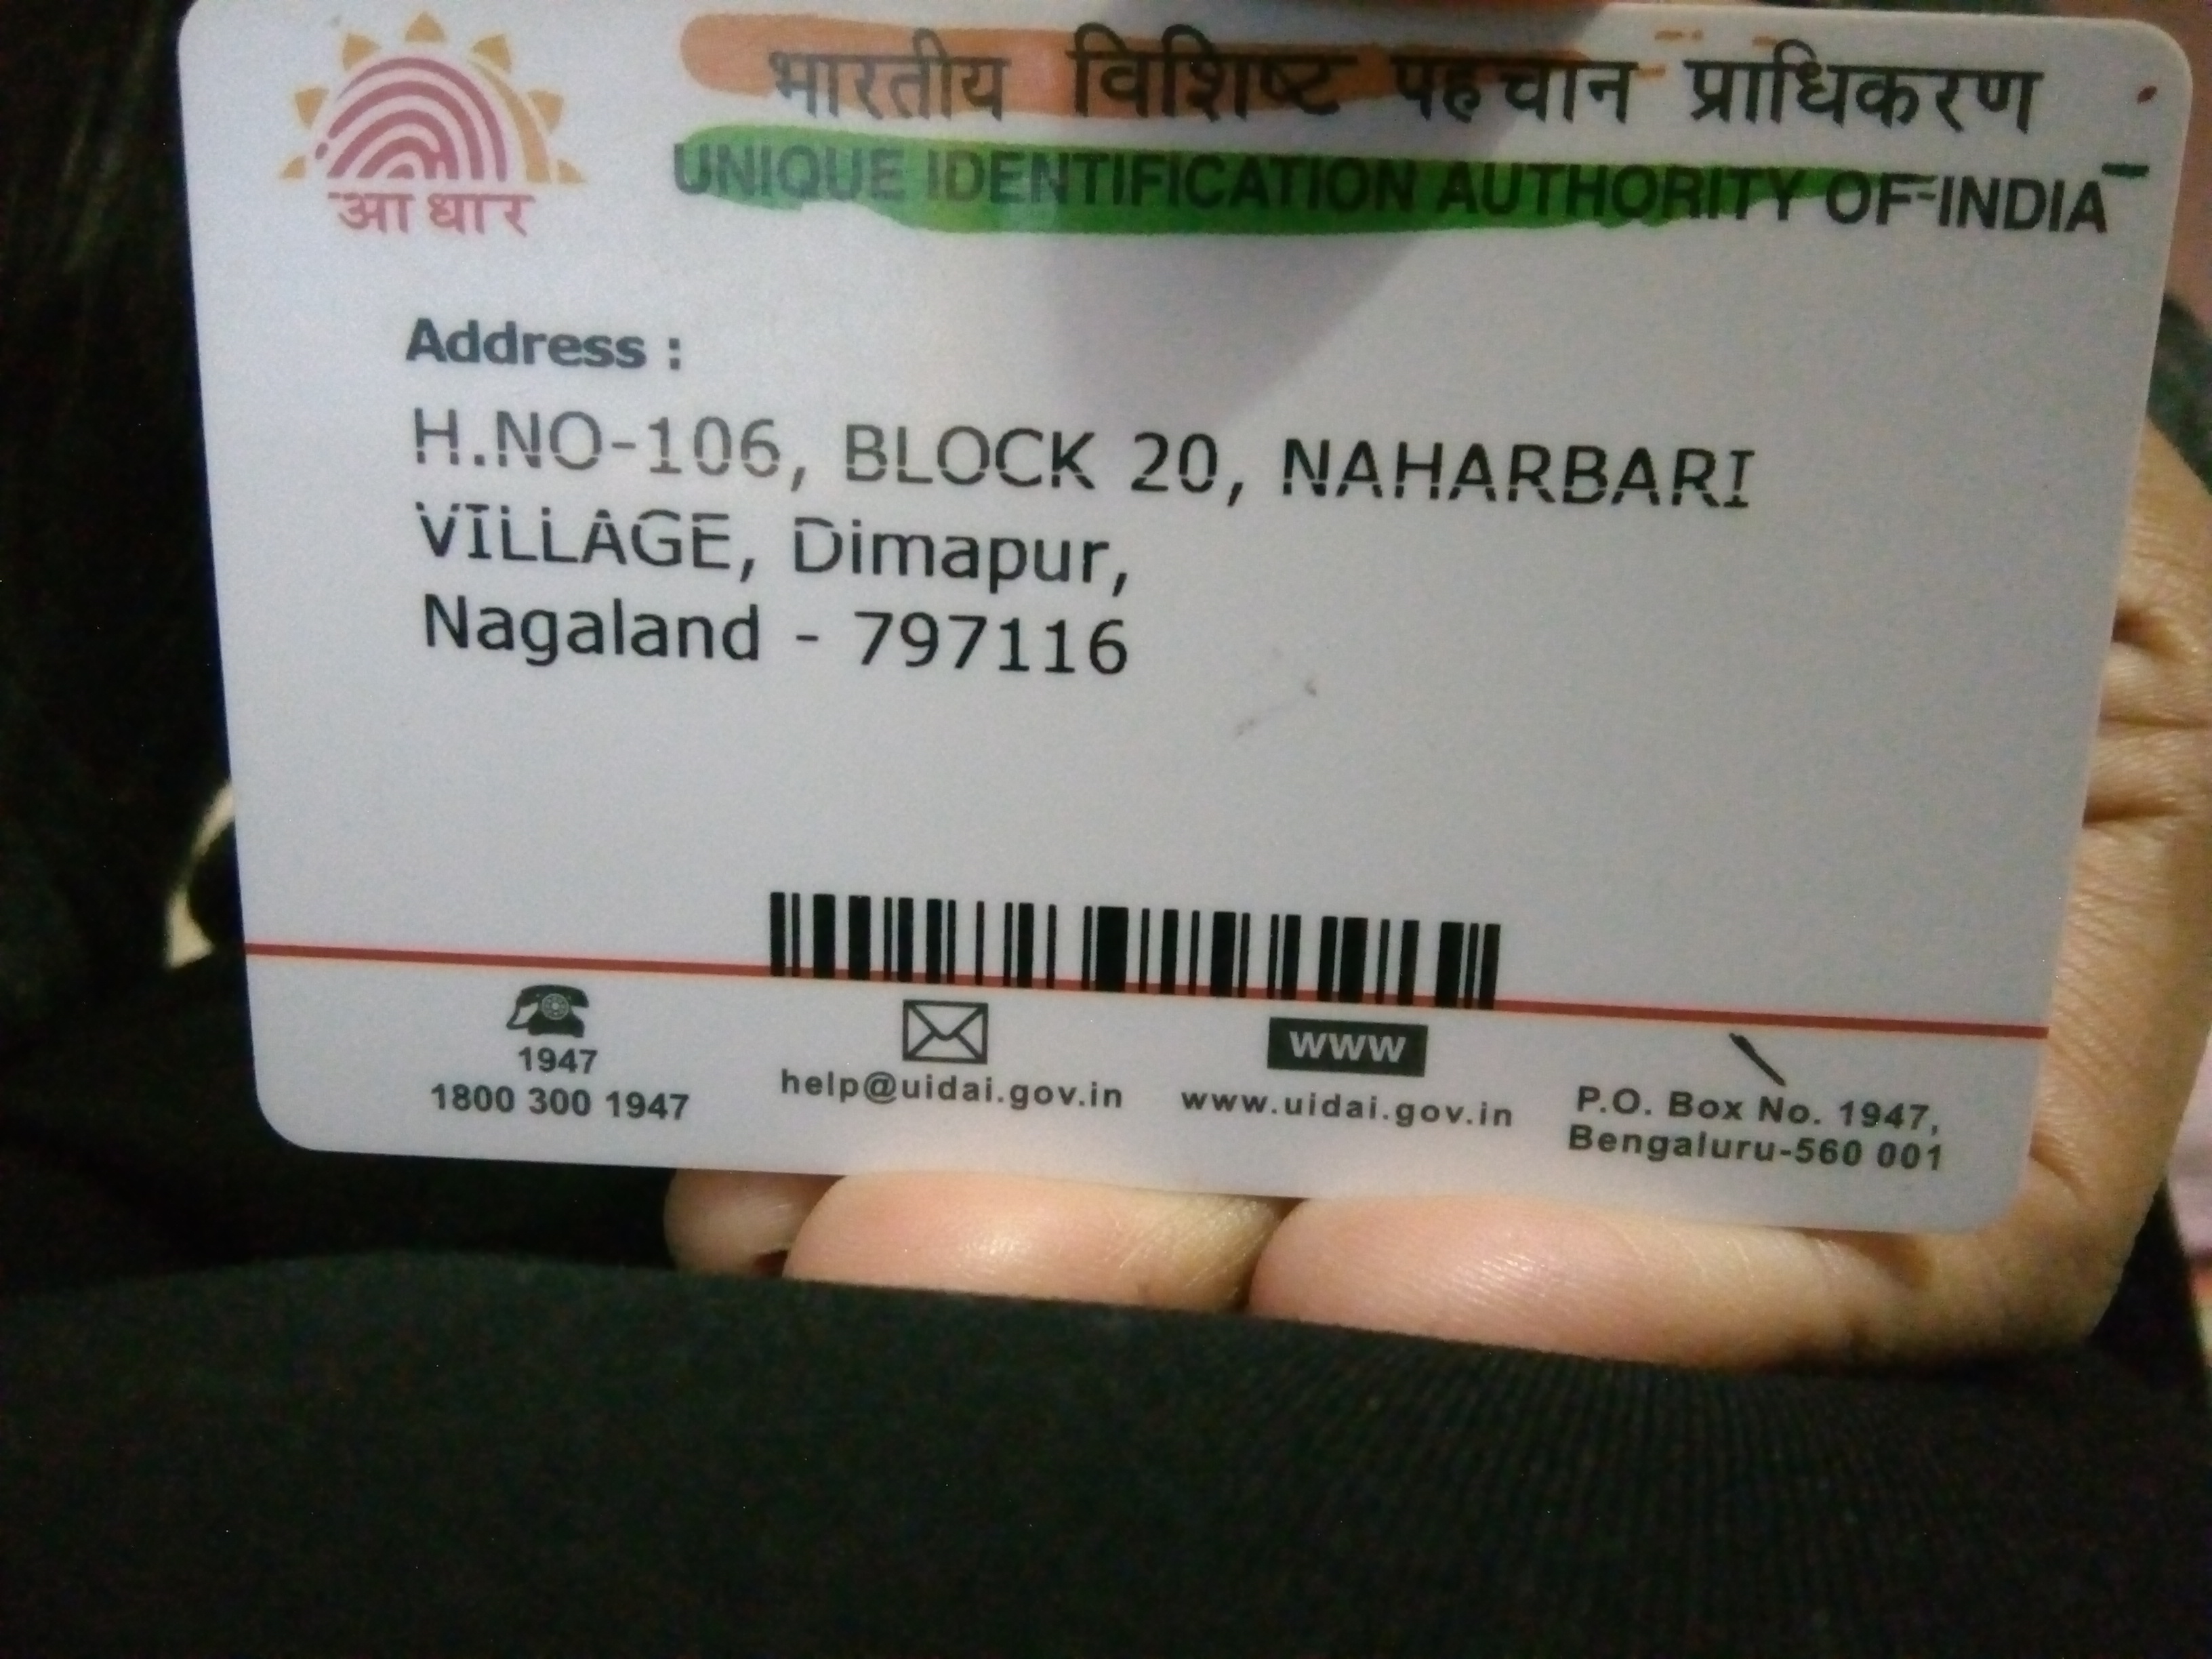 भारतीय विशिष्ट पहचान प्राधिकरण
UNIQUE IDENTIFICATION AUTHORITY OF INDIA
आधार
Address :
H.NO-106, BLOCK 20, NAHARBARI
VILLAGE, Dimapur,
Nagaland - 797116
1947
1800 300 1947
help@uidai.gov.in
www
www.uidai.gov.in
P.O. Box No. 1947,
Bengaluru-560 001